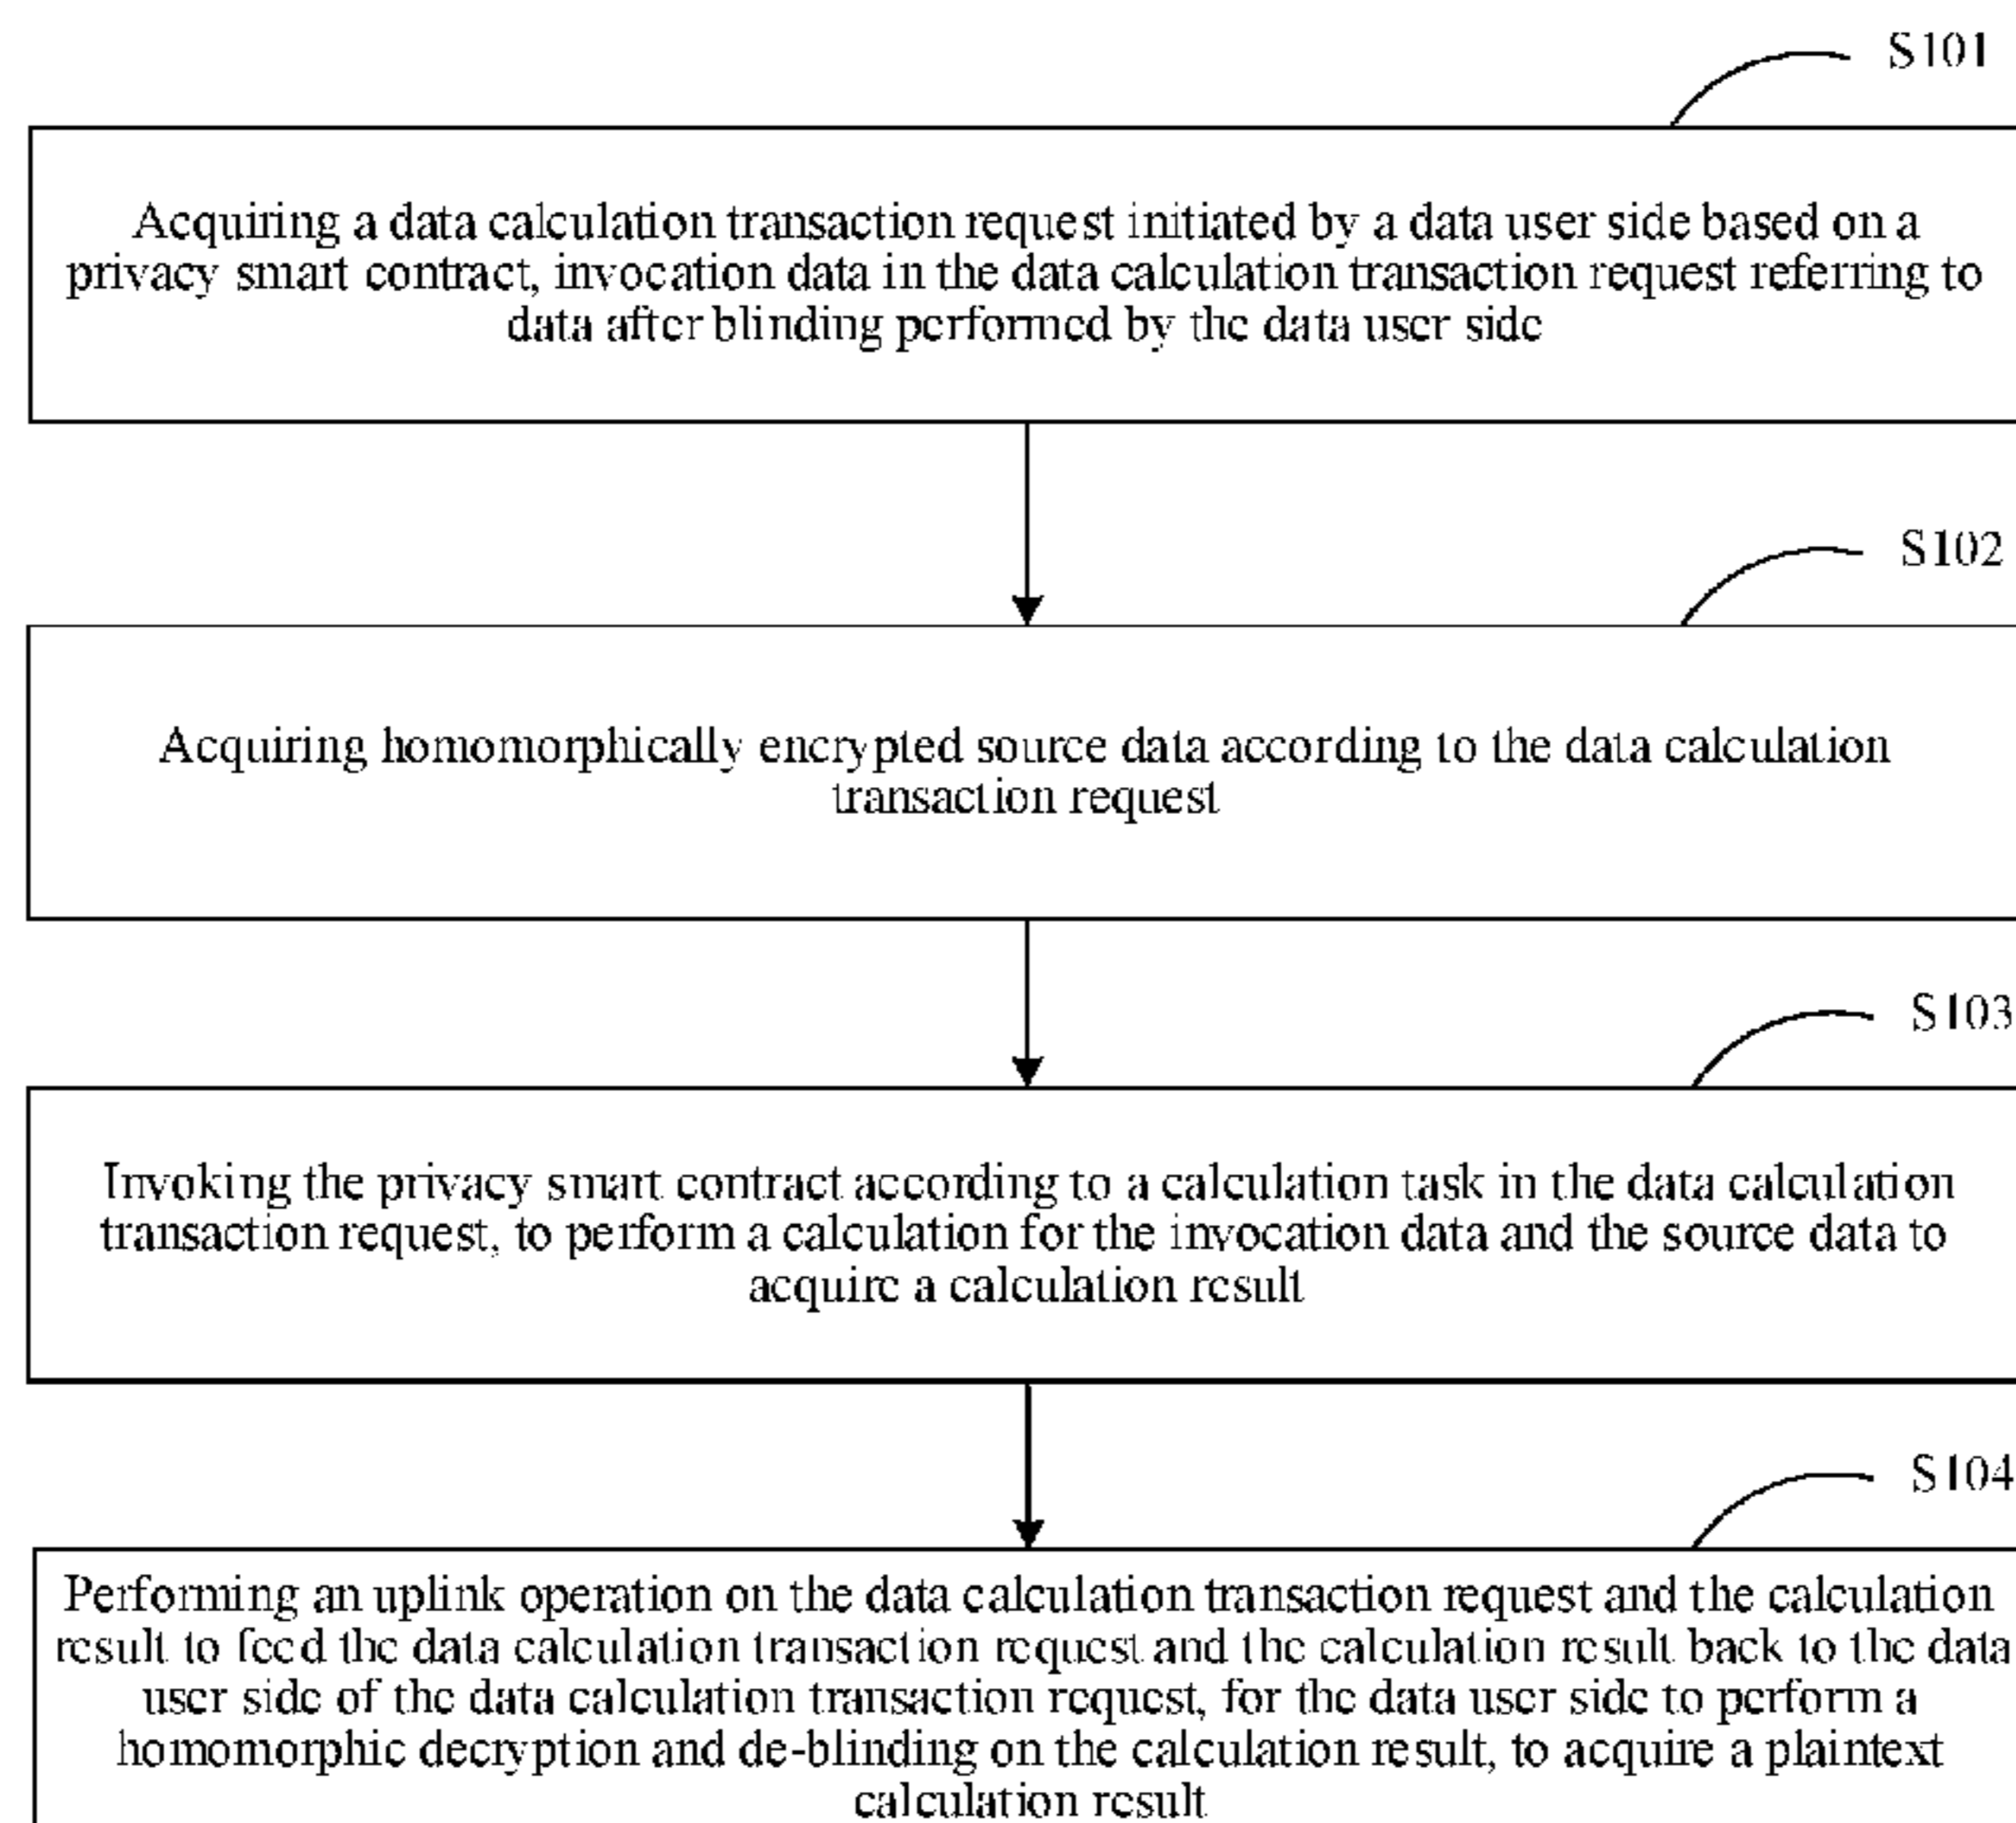 S101
Acquiring a data calculation transaction request initiated by a data user side based on a
privacy smart contract, invocation data in the data calculation transaction request referring to
data after blinding performed by the data user side
S102
Acquiring homomorphically encrypted source data according to the data calculation
transaction request
S103
Invoking the privacy smart contract according to a calculation task in the data calculation
transaction request, to perform a calculation for the invocation data and the source data to
acquire a calculation result
S104
Performing an uplink operation on the data calculation transaction request and the calculation
result to feed the data calculation transaction request and the calculation result back to the data
user side of the data calculation transaction request, for the data user side to perform a
homomorphic decryption and de-blinding on the calculation result, to acquire a plaintext
calculation result